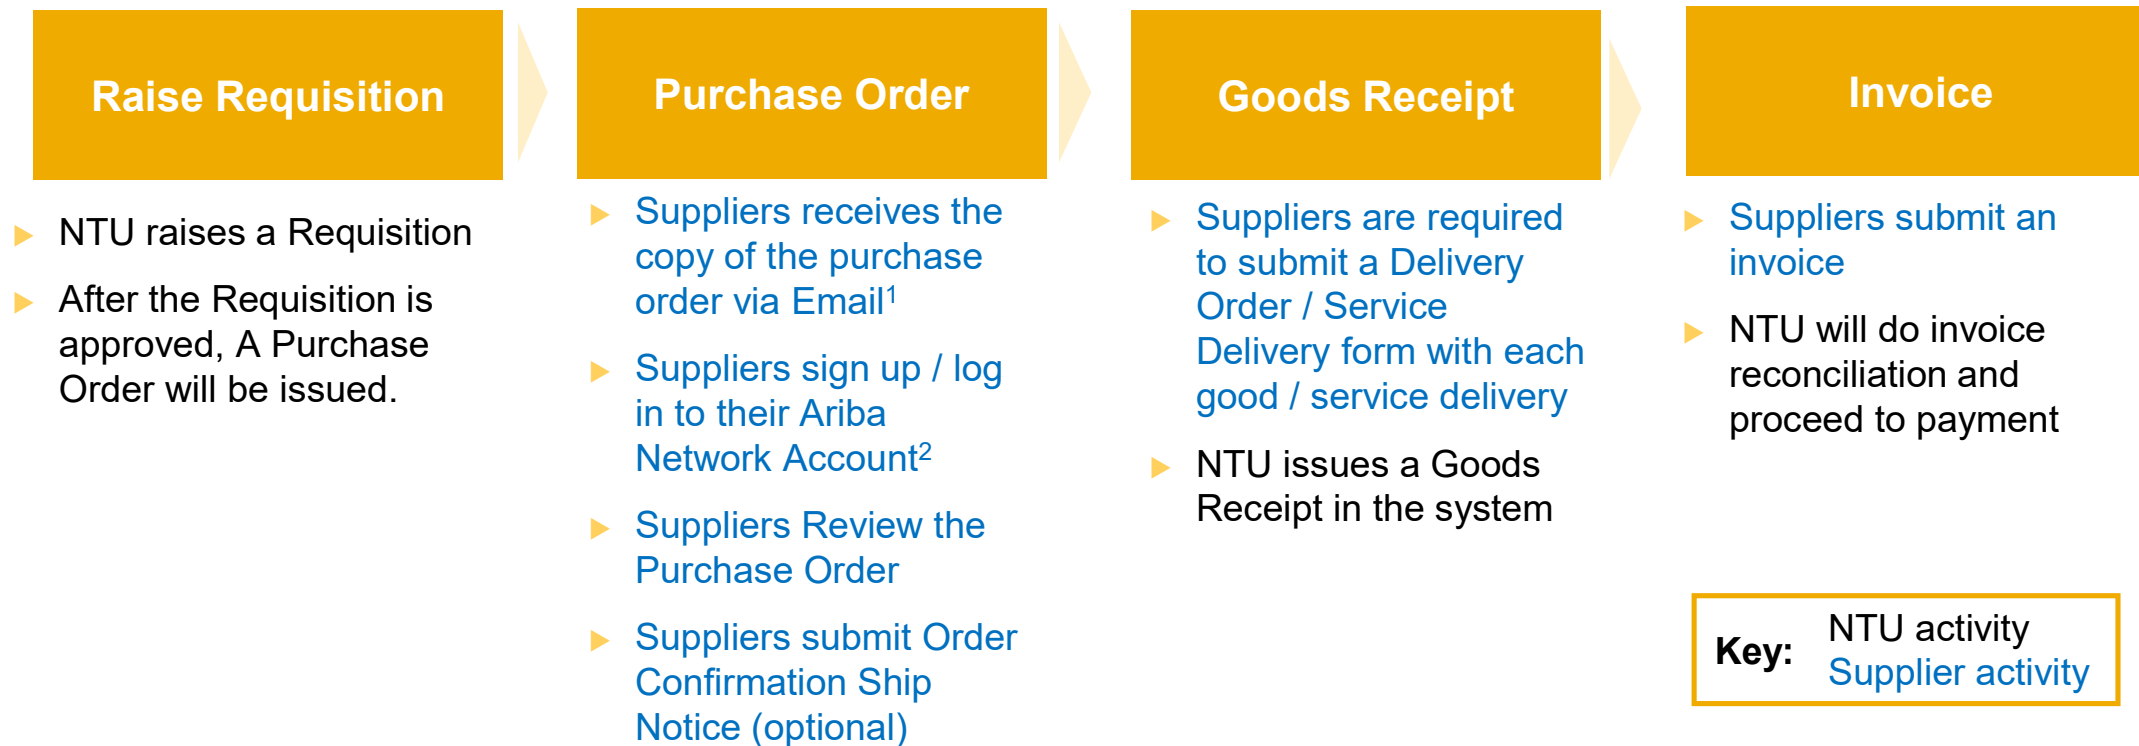 Raise Requisition
NTU raises a Requisition
After the Requisition is
approved, A Purchase
Order will be issued.
Purchase Order
Suppliers receives the
copy of the purchase
order via Email¹
Suppliers sign up / log
in to their Ariba
Network Account²
Suppliers Review the
Purchase Order
Suppliers submit Order
Confirmation Ship
Notice (optional)
Goods Receipt
Suppliers are required
to submit a Delivery
Order / Service
Delivery form with each
good / service delivery
NTU issues a Goods
Receipt in the system
Invoice
Suppliers submit an
invoice
NTU will do invoice
reconciliation and
proceed to payment
Key:
NTU activity
Supplier activity